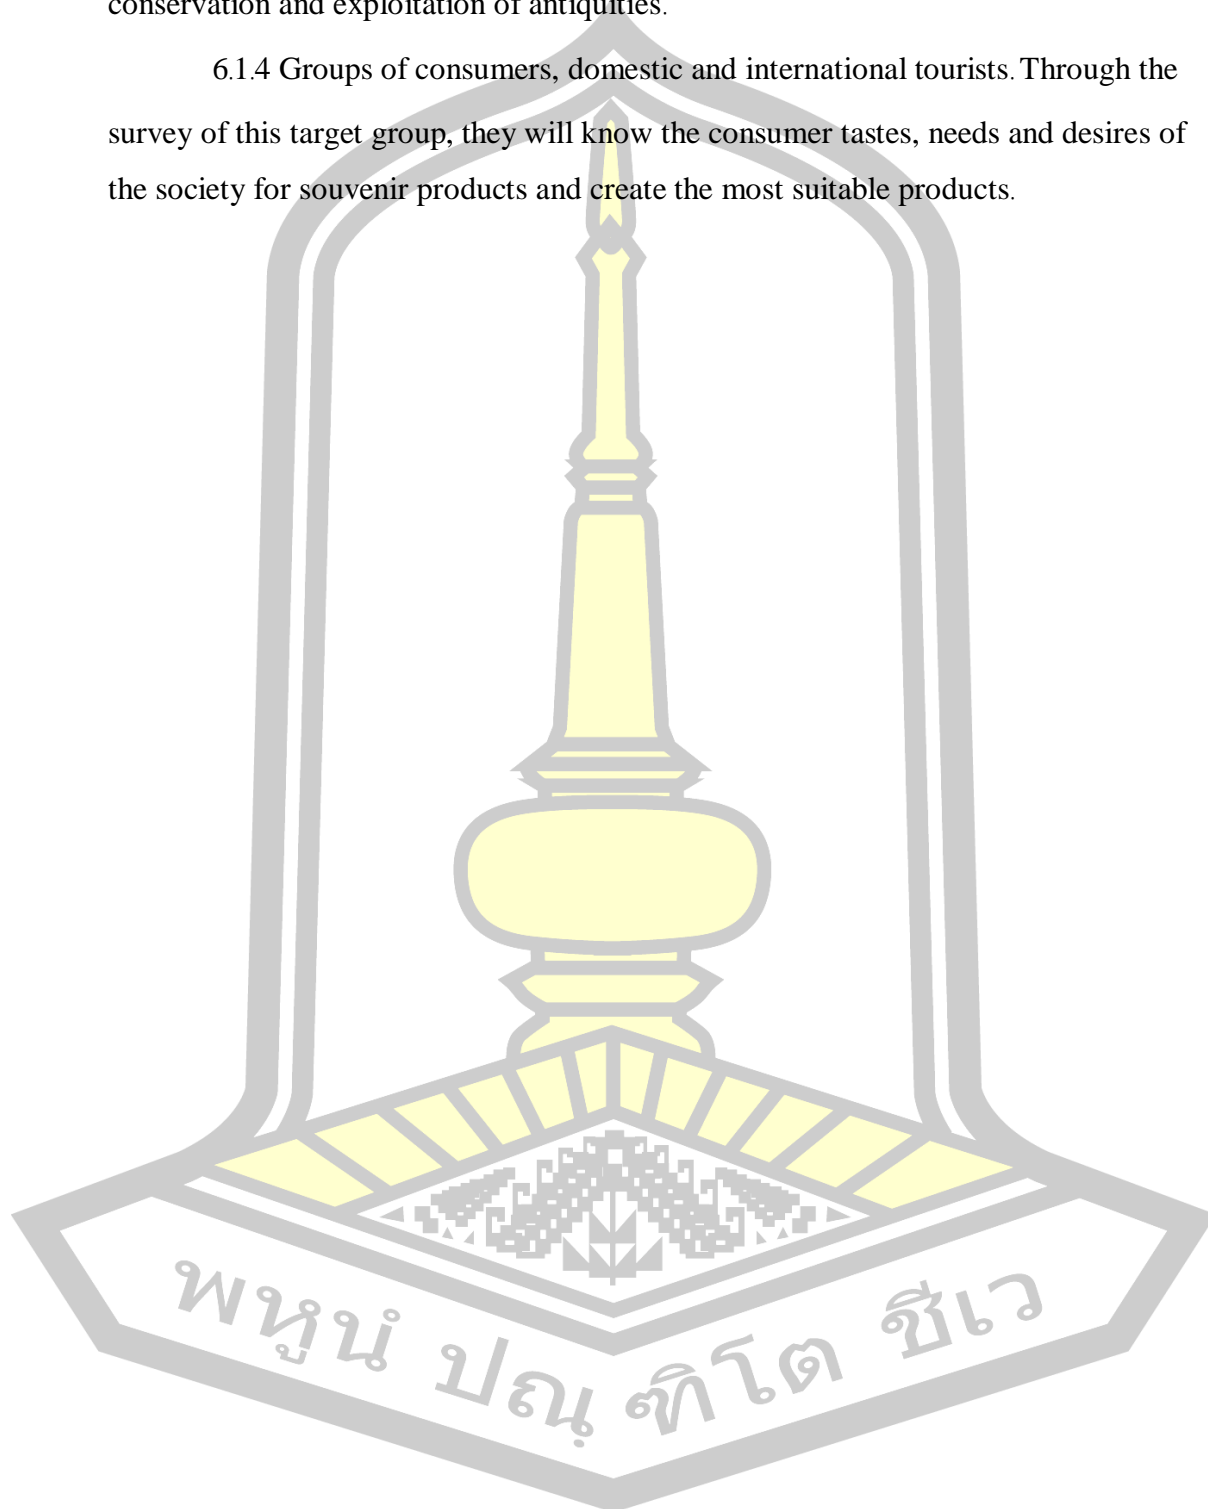 conservation and exploitation of antiquities.
6.1.4 Groups of consumers, domestic and international tourists. Through the
survey of this target group, they will know the consumer tastes, needs and desires of
the society for souvenir products and create the most suitable products.
พหูนํ ปณฺ ฑิโต ชีเว